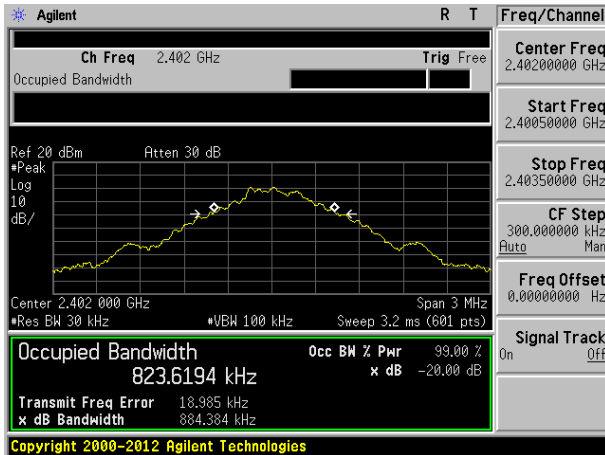 Agilent R T
Ch Freq 2.402 GHz Trig Free
Occupied Bandwidth
Ref 20 dBm Atten 30 dB
#Peak
Log
10
dB/
Center 2.402 000 GHz Span 3 MHz
#Res BW 30 kHz #VBW 100 kHz Sweep 3.2 ms (601 pts)
Occupied Bandwidth Occ BW % Pwr 99.00 %
823.6194 kHz x dB -20.00 dB
Transmit Freq Error 18.985 kHz
x dB Bandwidth 884.384 kHz
Copyright 2000-2012 Agilent Technologies
Freq/Channel
Center Freq
2.40200000 GHz
Start Freq
2.40050000 GHz
Stop Freq
2.40350000 GHz
CF Step
300.000000 kHz
Auto Man
Freq Offset
0.00000000 Hz
Signal Track
On Off